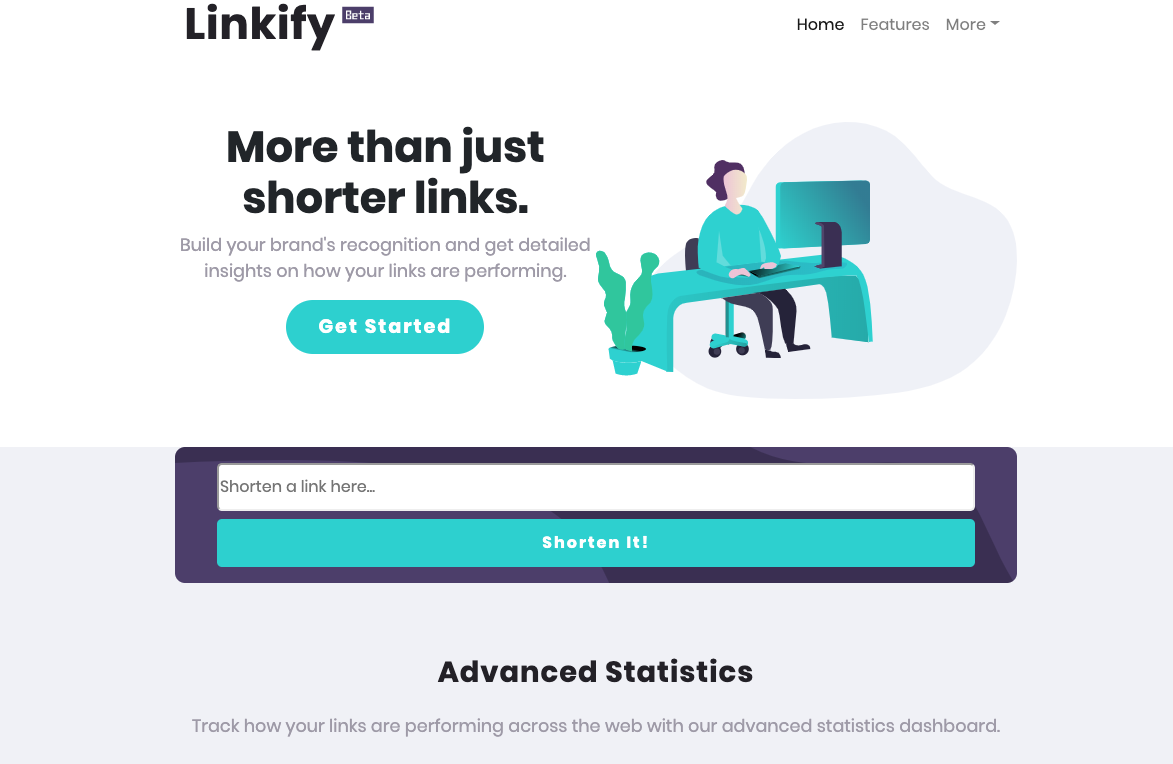 Linkify Beta
Home Features More
More than just
shorter links.
Build your brand's recognition and get detailed
insights on how your links are performing.
Get Started
Shorten a link here...
Shorten It!
Advanced Statistics
Track how your links are performing across the web with our advanced statistics dashboard.